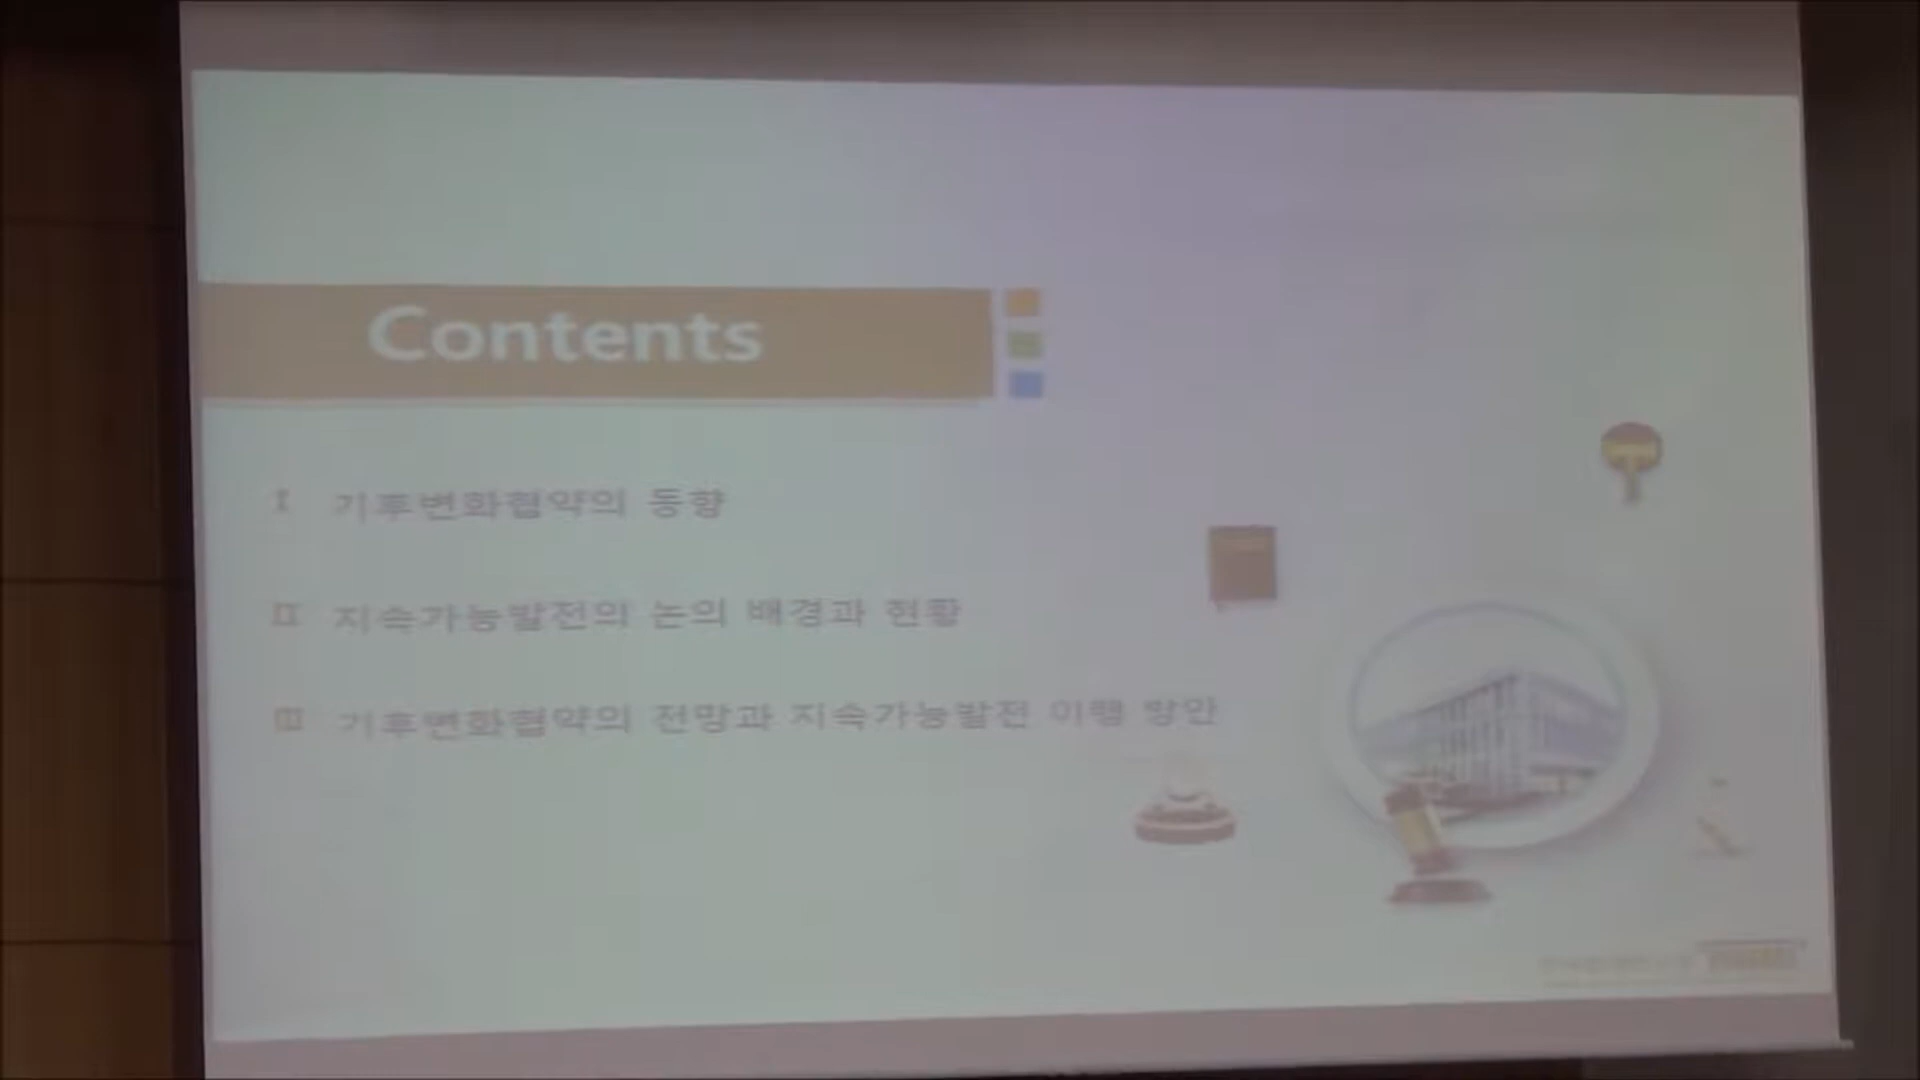 Contents
Ⅰ 기후변화협약의 동향
Ⅱ 지속가능발전의 논의 배경과 현황
Ⅲ 기후변화협약의 전망과 지속가능발전 이행 방안